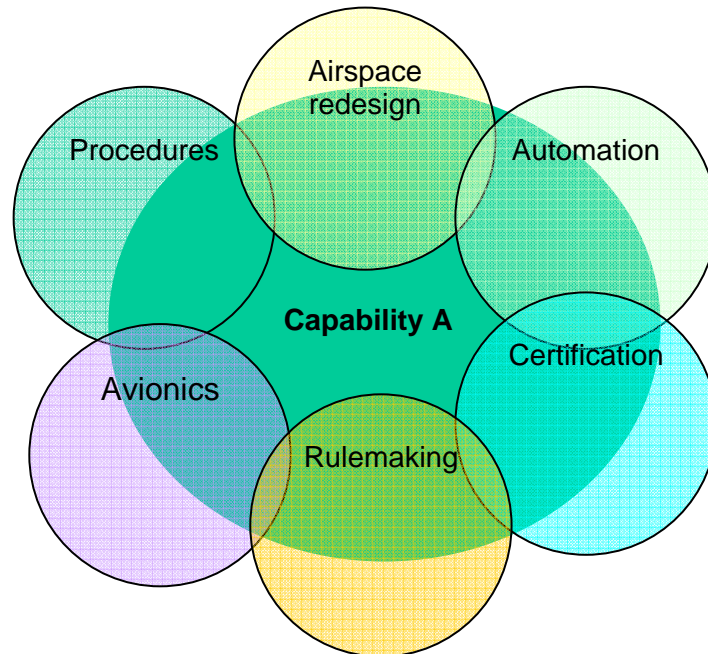 Airspace
redesign
Procedures
Automation
Capability A
Certification
Avionics
Rulemaking